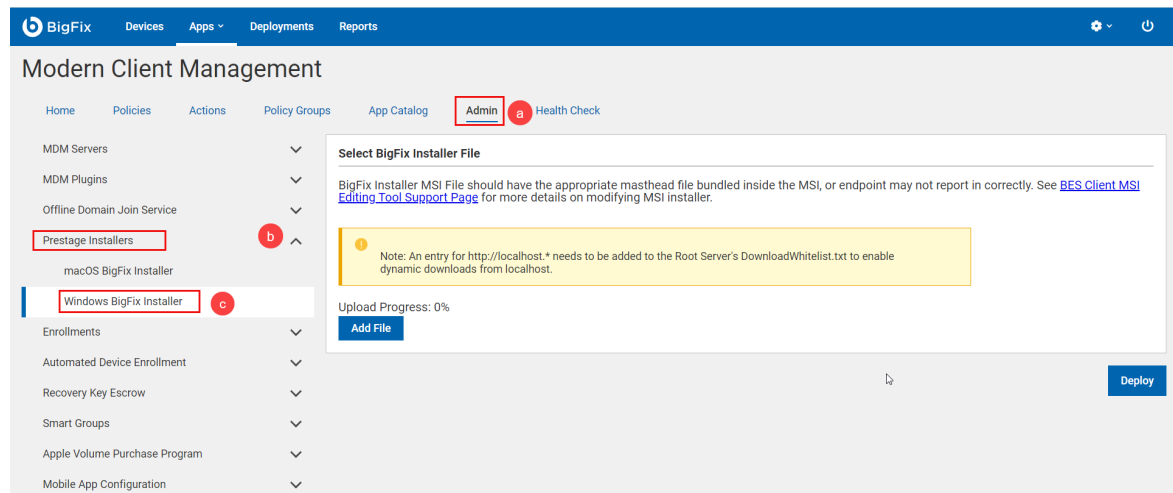 BigFix Devices Apps Deployments Reports
Modern Client Management
Home Policies Actions Policy Groups App Catalog Admin a Health Check
MDM Servers
MDM Plugins
Offline Domain Join Service
Prestage Installers b
macOS BigFix Installer
Windows BigFix Installer c
Enrollments
Automated Device Enrollment
Recovery Key Escrow
Smart Groups
Apple Volume Purchase Program
Mobile App Configuration
Select BigFix Installer File
BigFix Installer MSI File should have the appropriate masthead file bundled inside the MSI, or endpoint may not report in correctly. See BES Client MSI
Editing Tool Support Page for more details on modifying MSI installer.
Note: An entry for http://localhost.* needs to be added to the Root Server's DownloadWhitelist.txt to enable
dynamic downloads from localhost.
Upload Progress: 0%
Add File
Deploy